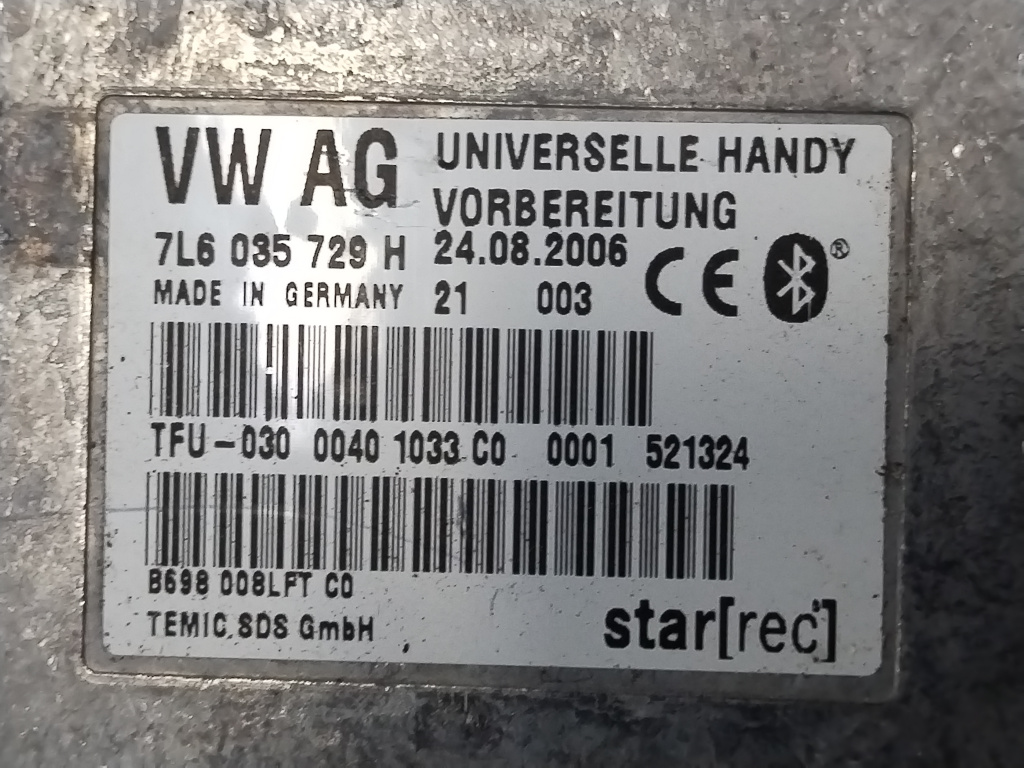 VW AG
UNIVERSELLE HANDY
VORBEREITUNG
7L6 035 729 H
24.08.2006
MADE IN GERMANY
21 003
CE
®
TFU-030 0040 1033 C0 0001 521324
B698 008LFT C0
TEMIC SDS GmbH
star[rec]